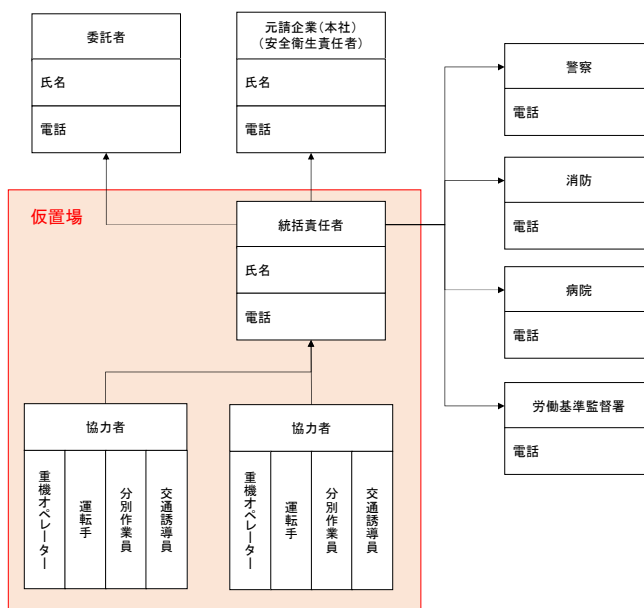 委託者
氏名
電話
元請企業(本社)
(安全衛生責任者)
氏名
電話
警察
電話
消防
電話
病院
電話
労働基準監督署
電話
仮置場
統括責任者
氏名
電話
協力者
重機オペレーター
運転手
分別作業員
交通誘導員
協力者
重機オペレーター
運転手
分別作業員
交通誘導員